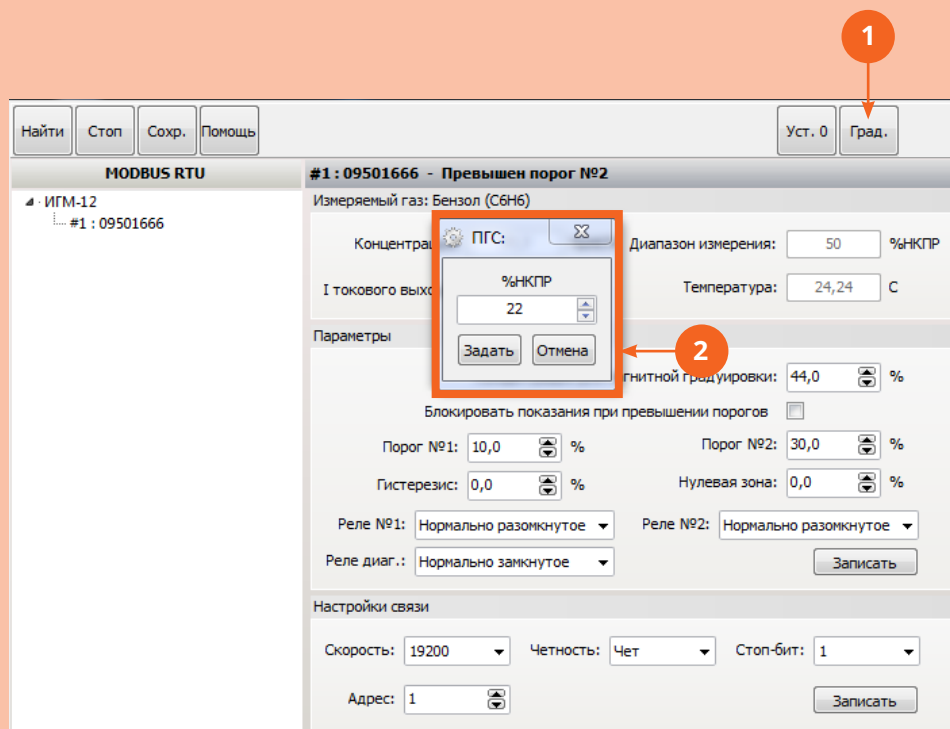 1
Найти Стоп Сохр. Помощь Уст. 0 Град.
MODBUS RTU
#1 : 09501666 - Превышен порог №2
ИГМ-12
#1 : 09501666
Измеряемый газ: Бензол (C6H6)
ПГС:
Концентрац
Диапазон измерения: 50 %НКПР
%НКПР
I токового выхо
Температура: 24,24 C
22
Параметры
Задать Отмена
2
гнитной градуировки: 44,0 %
Блокировать показания при превышении порогов
Порог №1: 10,0 % Порог №2: 30,0 %
Гистерезис: 0,0 % Нулевая зона: 0,0 %
Реле №1: Нормально разомкнутое Реле №2: Нормально разомкнутое
Реле диаг.: Нормально замкнутое Записать
Настройки связи
Скорость: 19200 Четность: Чет Стоп-бит: 1
Адрес: 1 Записать